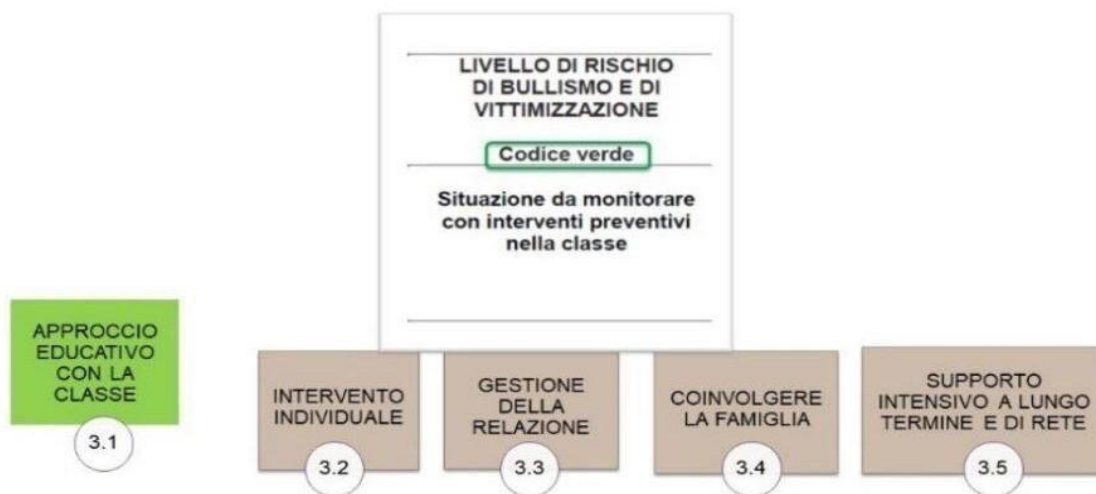 LIVELLO DI RISCHIO
DI BULLISMO E DI
VITTIMIZZAZIONE
Codice verde
Situazione da monitorare
con interventi preventivi
nella classe
APPROCCIO
EDUCATIVO
CON LA
CLASSE
3.1
INTERVENTO
INDIVIDUALE
3.2
GESTIONE
DELLA
RELAZIONE
3.3
COINVOLGERE
LA FAMIGLIA
3.4
SUPPORTO
INTENSIVO A LUNGO
TERMINE E DI RETE
3.5